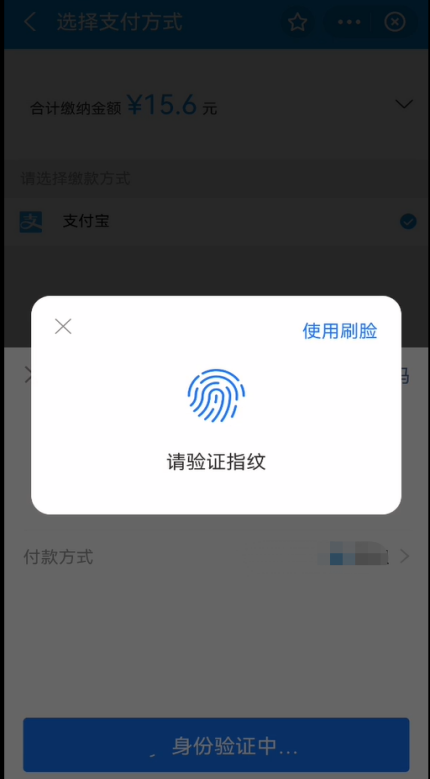 选择支付方式
合计缴纳金额 ¥15.6 元
请选择缴款方式
支 支付宝
使用刷脸
码
请验证指纹
付款方式
身份验证中...